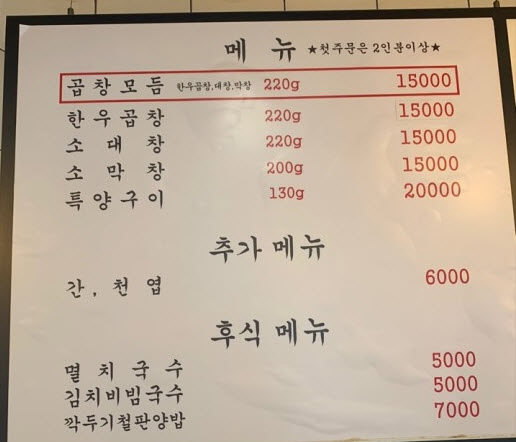 메 뉴 ★첫주문은 2인분이상★
곱창모듬 한우곱창,대창,막창 220g 15000
한우곱창 220g 15000
소 대 창 220g 15000
소 막 창 200g 15000
특양구이 130g 20000
추가 메뉴
간, 천엽 6000
후식 메뉴
멸치국수 5000
김치비빔국수 5000
깍두기철판양밥 7000